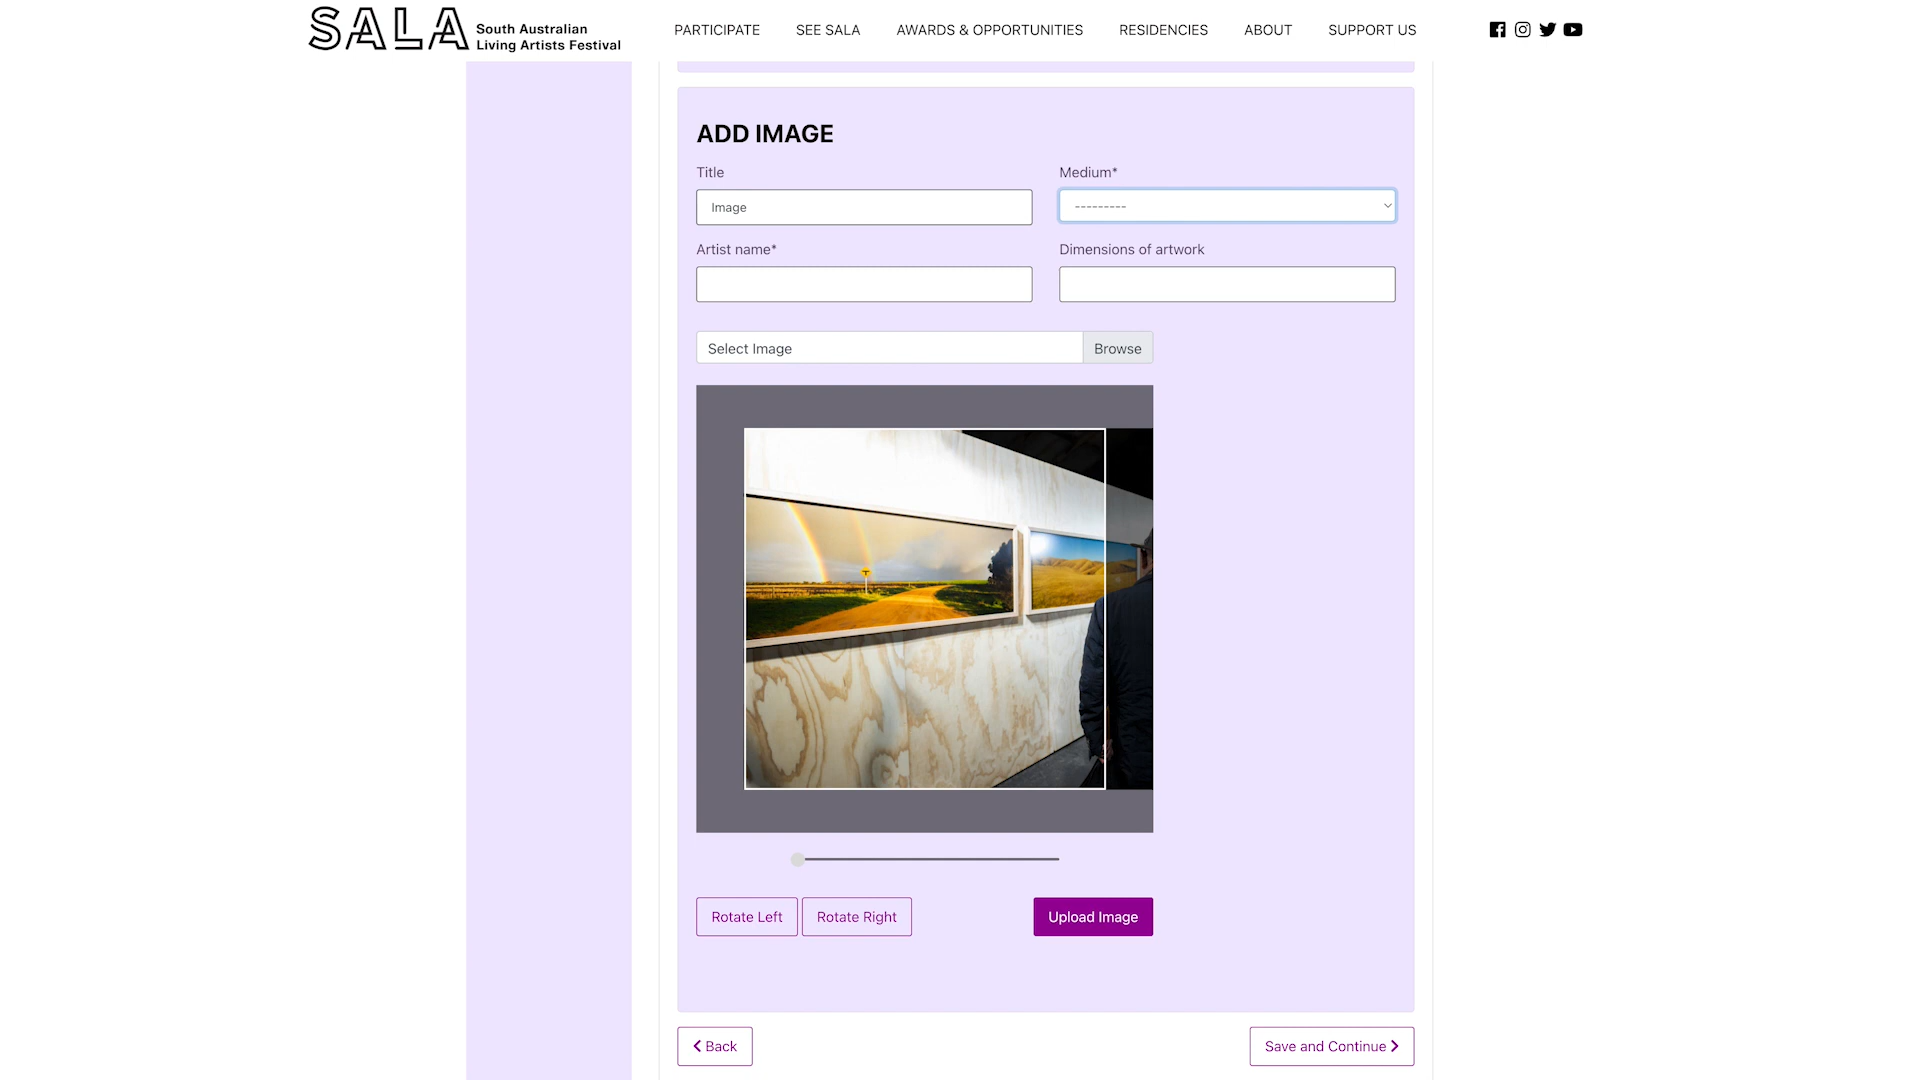 SALA South Australian
Living Artists Festival
PARTICIPATE SEE SALA AWARDS & OPPORTUNITIES RESIDENCIES ABOUT SUPPORT US
ADD IMAGE
Title Medium*
Image ---------
Artist name* Dimensions of artwork
Select Image Browse
Rotate Left Rotate Right Upload Image
Back Save and Continue